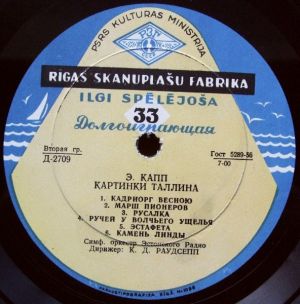 PSRS KULTURAS MINISTRIJA
RĪGAS SKAŅUPLAŠU FABRIKA
ILGI SPĒLĒJOŠA
33
Долгоиграющая
Вторая гр.
Д-2709
Гост 5289-56
7-00
Э. КАПП
КАРТИНКИ ТАЛЛИНА
1. КАДРИОРГ ВЕСНОЮ
2. МАРШ ПИОНЕРОВ
3. РУСАЛКА
4. РУЧЕЙ У ВОЛЧЬЕГО УЩЕЛЬЯ
5. ЭСТАФЕТА
6. КАМЕНЬ ЛИНДЫ
Симф. оркестр Эстонского Радио
Дирижер: К. Д. РАУДСЕПП